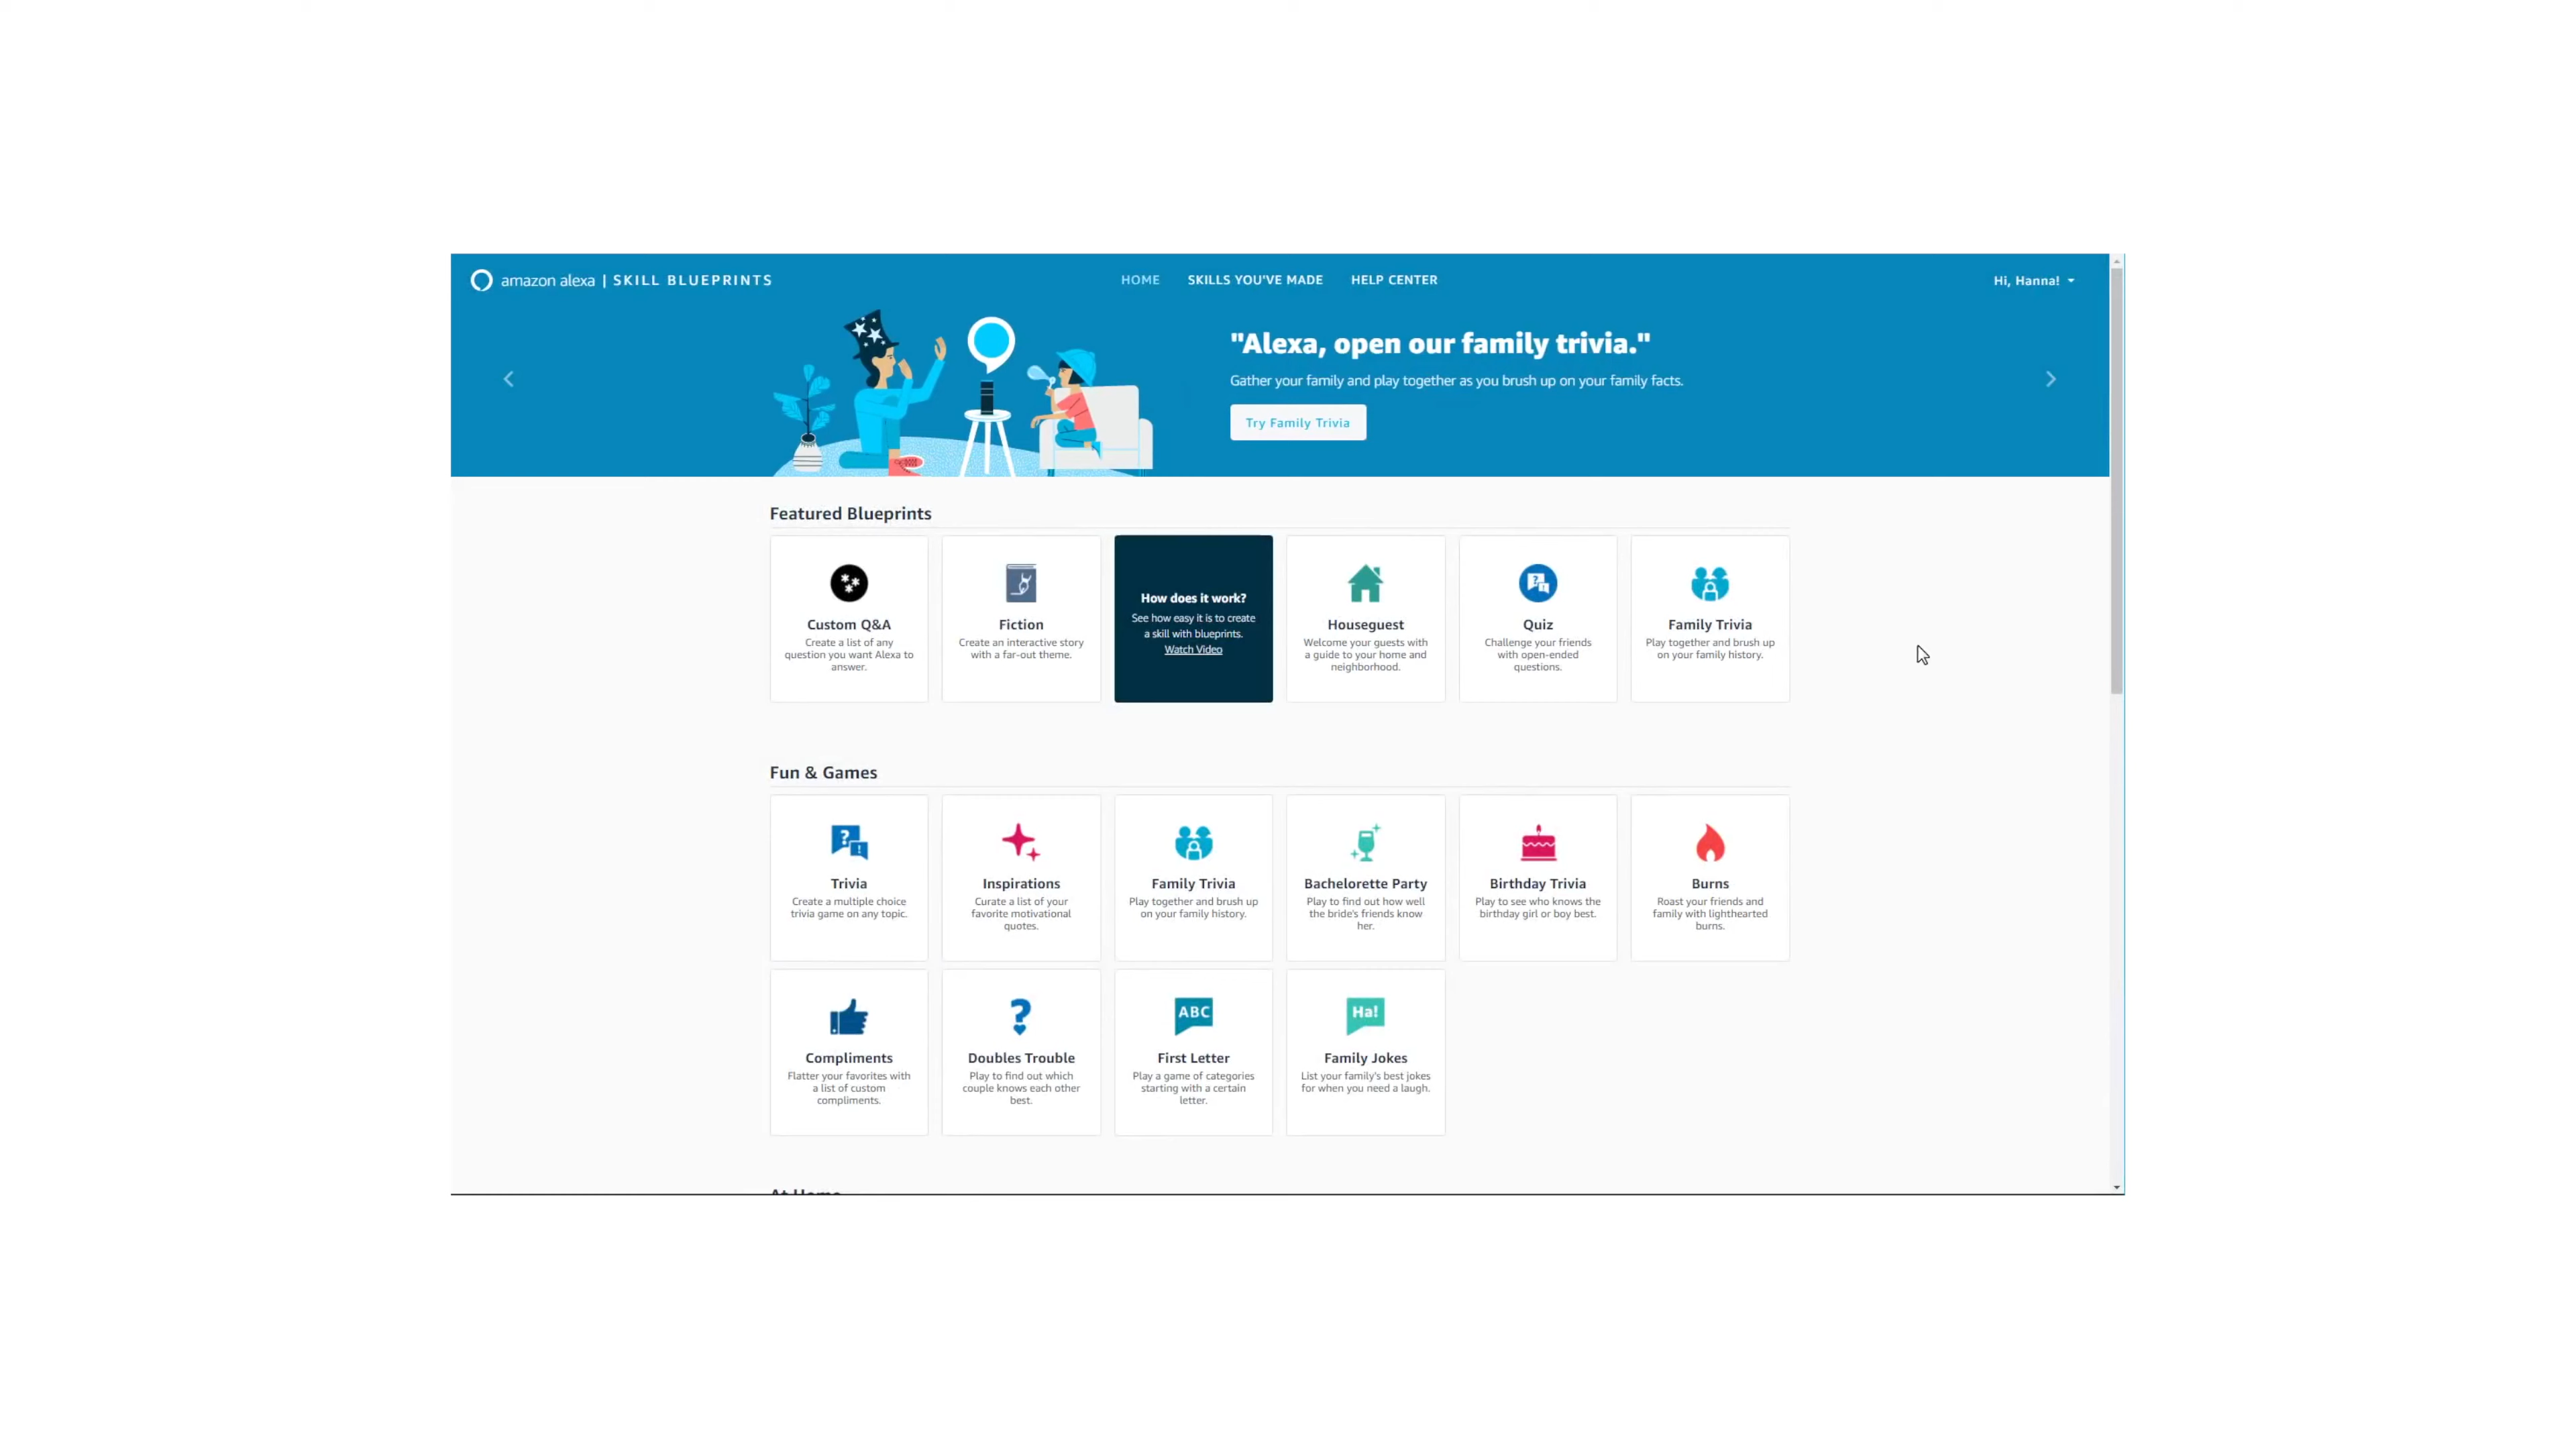 amazon alexa | SKILL BLUEPRINTS
HOME
SKILLS YOU'VE MADE
HELP CENTER
Hi, Hanna!
"Alexa, open our family trivia."
Gather your family and play together as you brush up on your family facts.
Try Family Trivia
Featured Blueprints
Custom Q&A
Create a list of any
question you want Alexa to
answer.
Fiction
Create an interactive story
with a far-out theme.
How does it work?
See how easy it is to create
a skill with blueprints.
Watch Video
Houseguest
Welcome your guests with
a guide to your home and
neighborhood.
Quiz
Challenge your friends
with open-ended
questions.
Family Trivia
Play together and brush up
on your family history.
Fun & Games
Trivia
Create a multiple choice
trivia game on any topic.
Inspirations
Curate a list of your
favorite motivational
quotes.
Family Trivia
Play together and brush up
on your family history.
Bachelorette Party
Play to find out how well
the bride's friends know
her.
Birthday Trivia
Play to see who knows the
birthday girl or boy best.
Burns
Roast your friends and
family with lighthearted
burns.
Compliments
Flatter your favorites with
a list of custom
compliments.
Doubles Trouble
Play to find out which
couple knows each other
best.
ABC
First Letter
Play a game of categories
starting with a certain
letter.
Ha!
Family Jokes
List your family's best jokes
for when you need a laugh.
At Home